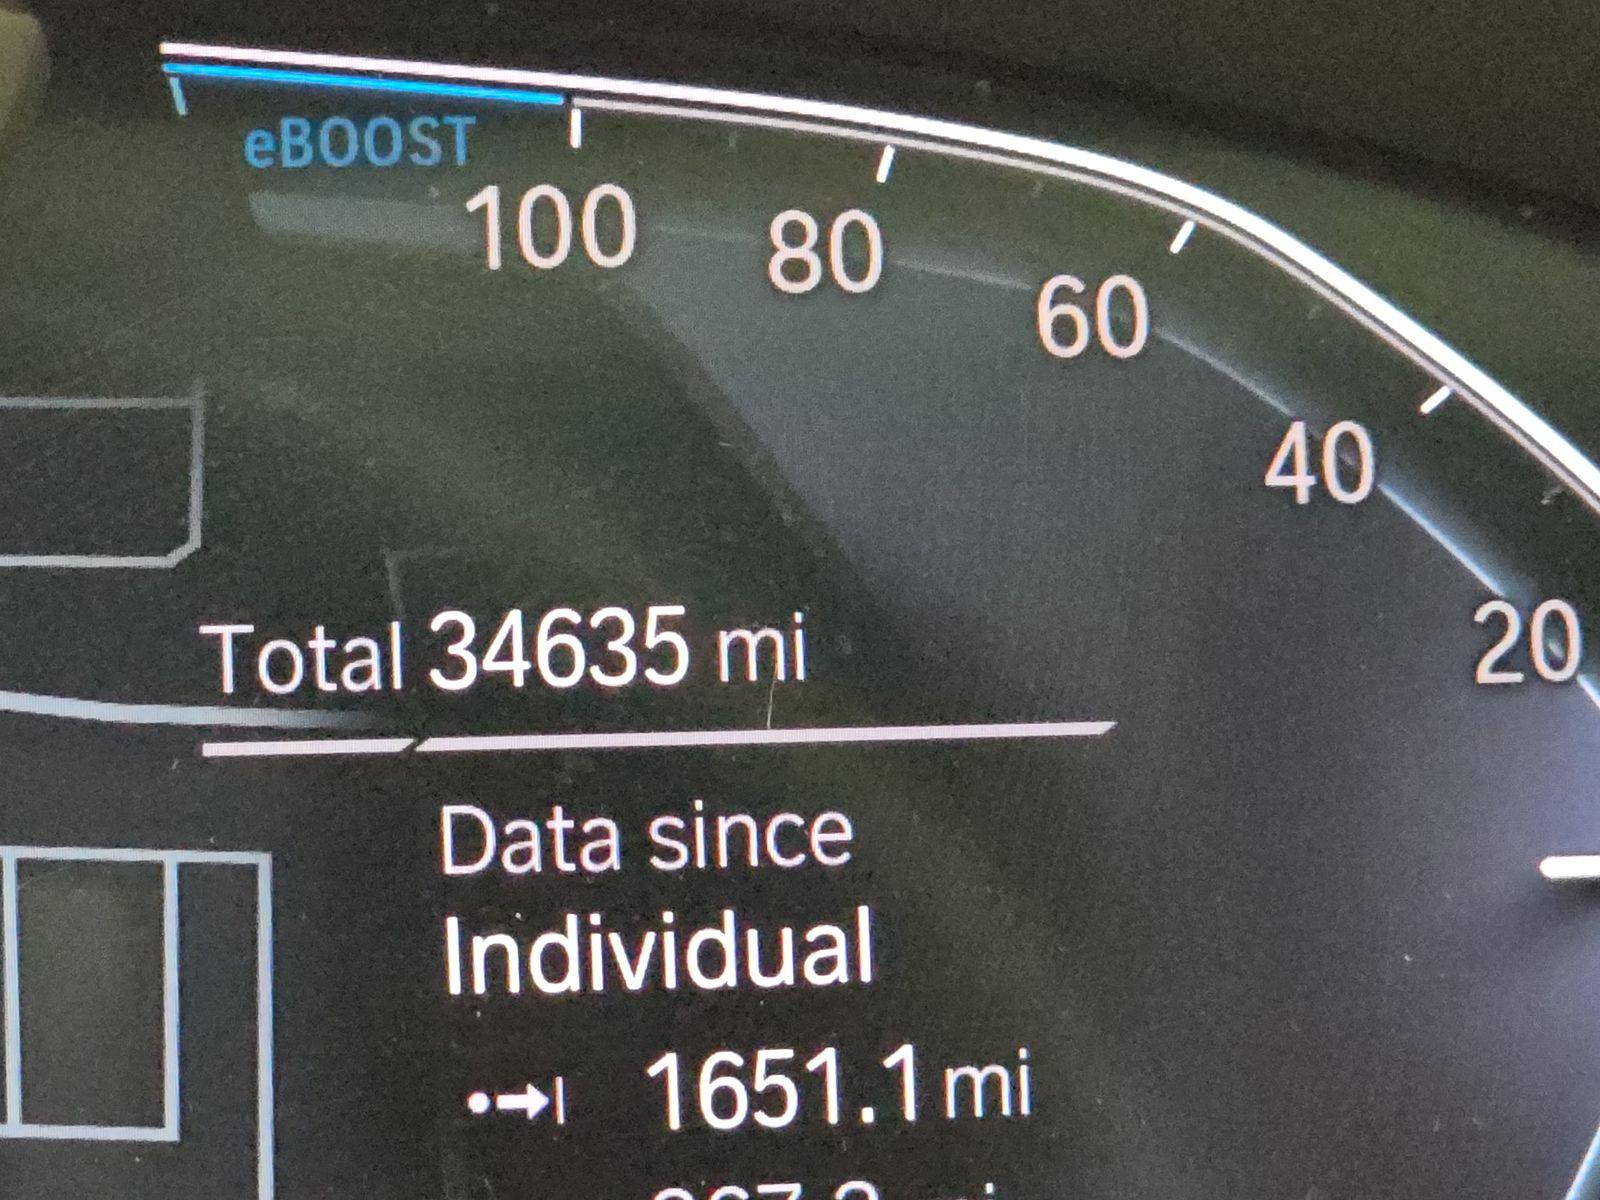 eBOOST
100
80
60
40
20
Total 34635 mi
Data since
Individual
1651.1 mi